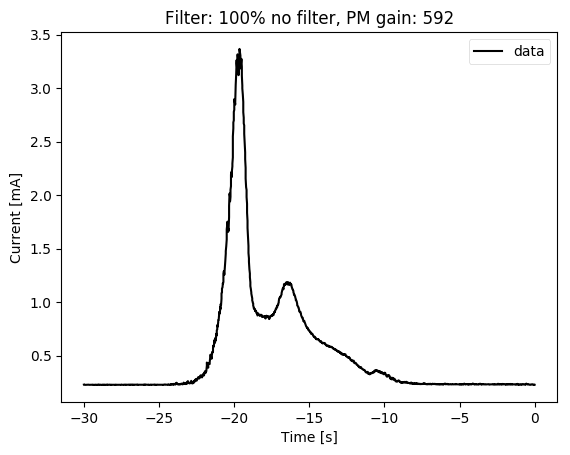 Filter: 100% no filter, PM gain: 592
data
Current [mA]
3.5
3.0
2.5
2.0
1.5
1.0
0.5
−30 −25 −20 −15 −10 −5 0
Time [s]